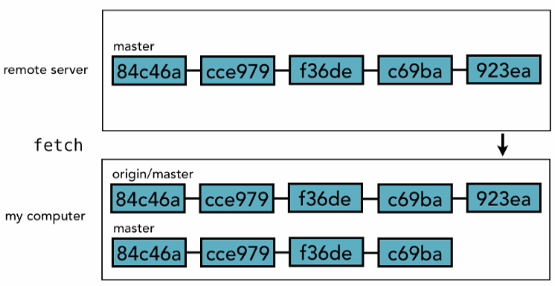 master
remote server
84c46a cce979 f36de c69ba 923ea
fetch
origin/master
84c46a cce979 f36de c69ba 923ea
my computer
master
84c46a cce979 f36de c69ba